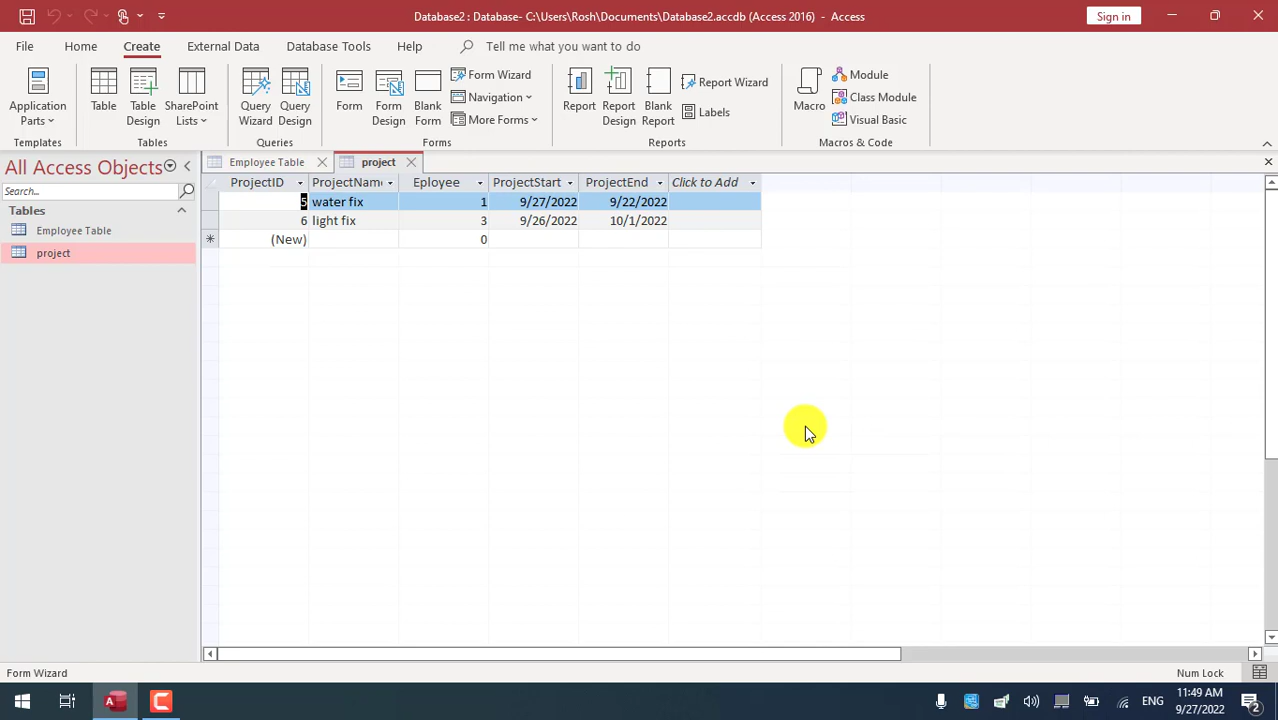 Database2 : Database- C:\Users\Rosh\Documents\Database2.accdb (Access 2016) - Access
Sign in
File Home Create External Data Database Tools Help Tell me what you want to do
Application Parts
Table
Table Design
SharePoint Lists
Query Wizard
Query Design
Form
Form Design
Blank Form
Form Wizard
Navigation
More Forms
Report
Report Design
Blank Report
Report Wizard
Labels
Macro
Module
Class Module
Visual Basic
Templates Tables Queries Forms Reports Macros & Code
All Access Objects
Search...
Tables
Employee Table
project
Employee Table project
ProjectID ProjectName Eployee ProjectStart ProjectEnd Click to Add
5 water fix 1 9/27/2022 9/22/2022
6 light fix 3 9/26/2022 10/1/2022
(New) 0
Form Wizard
Num Lock
ENG
11:49 AM
9/27/2022
2